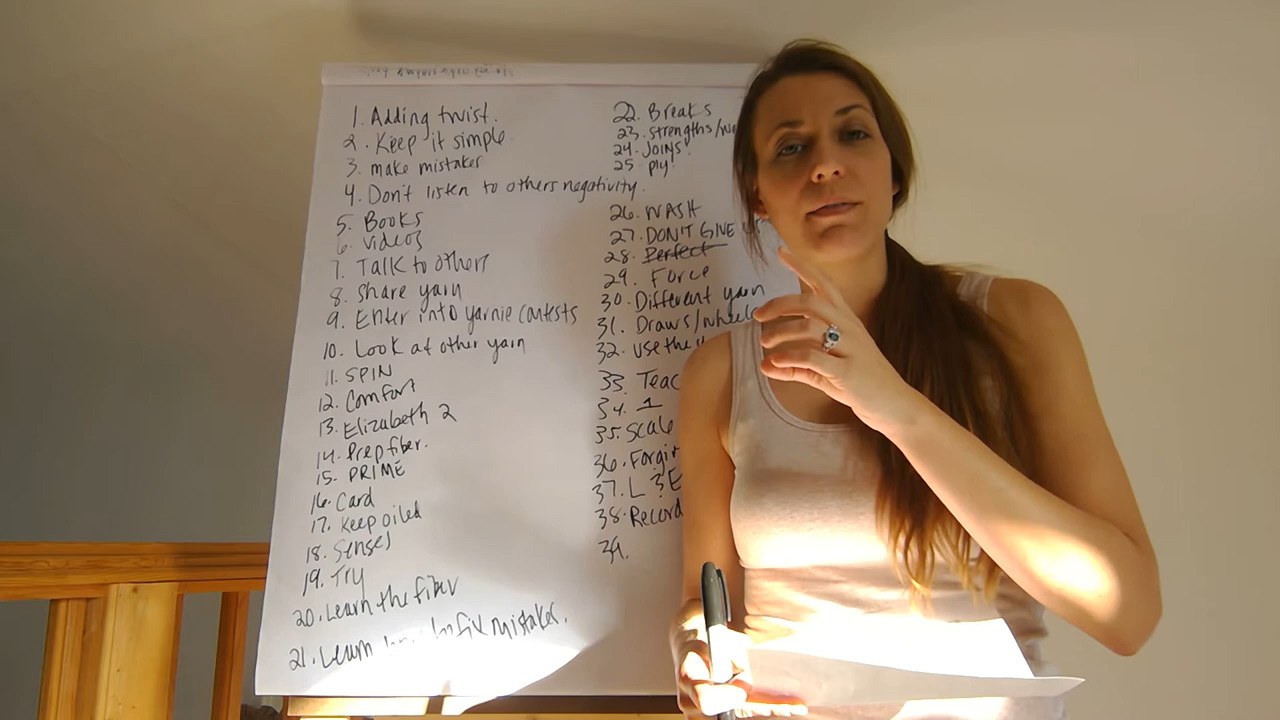 1. Adding twist.
2. Keep it simple.
3. make mistakes
4. Don't listen to others negativity.
5. Books
6. videos
7. Talk to others
8. Share yarn
9. Enter into yarnie contests
10. Look at other yarn
11. SPIN
12. Comfort
13. Elizabeth 2
14. Prep fiber.
15. PRIME
16. Card
17. Keep oiled
18. Senses
19. Try
20. Learn the fiber
21. Learn fix mistakes.
22. Breaks
23. strengths/
24. JOINS
25 ply
26. WASH
27. DON'T GIVE
28. Perfect
29. Force
30. Different yarn
31. Draws/wheels
32. use the
33.
34. 1
35. Scale
36.
37. L
38. Record
39.